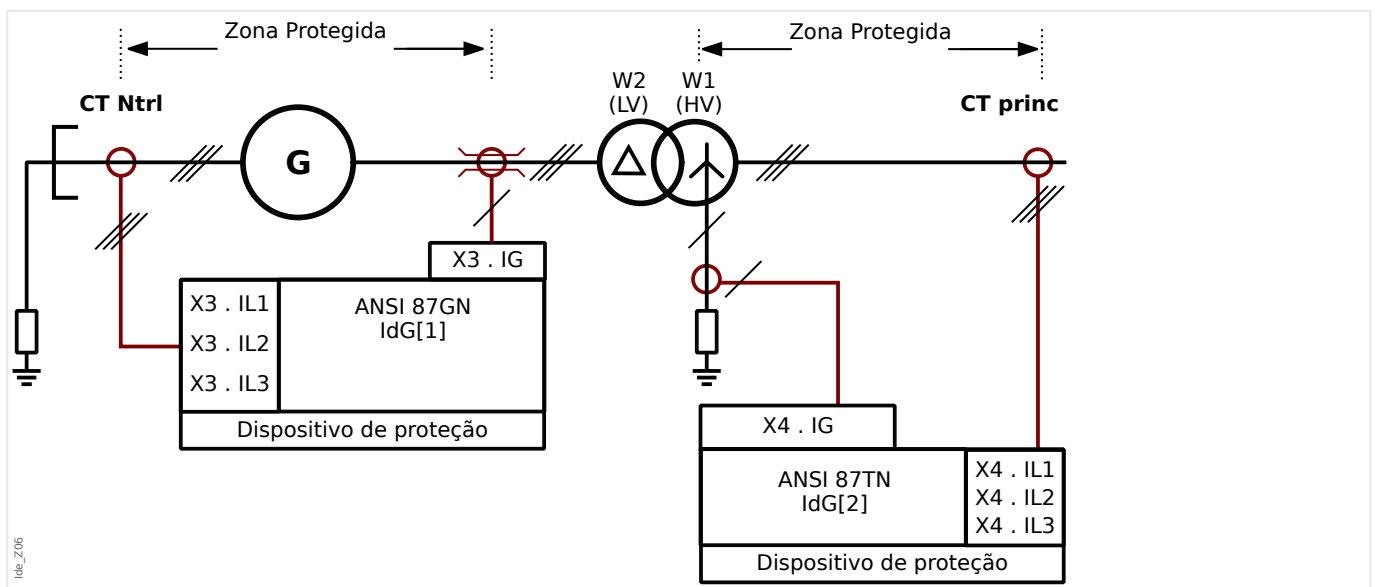 Zona Protegida
Zona Protegida
CT Ntrl
W2
(LV)
W1
(HV)
CT princ
G
X3 . IG
X3 . IL1
X3 . IL2
X3 . IL3
ANSI 87GN
IdG[1]
Dispositivo de proteção
X4 . IG
ANSI 87TN
IdG[2]
X4 . IL1
X4 . IL2
X4 . IL3
Dispositivo de proteção
Ide_Z06